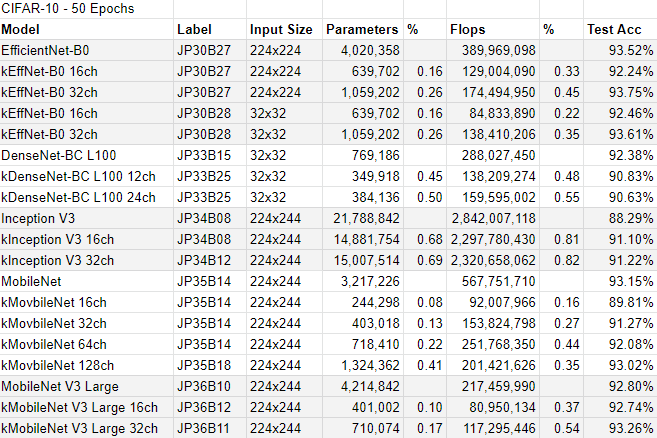 CIFAR-10 - 50 Epochs
Model Label Input Size Parameters % Flops % Test Acc
EfficientNet-B0 JP30B27 224x224 4,020,358 389,969,098 93.52%
kEffNet-B0 16ch JP30B27 224x224 639,702 0.16 129,004,090 0.33 92.24%
kEffNet-B0 32ch JP30B27 224x224 1,059,202 0.26 174,494,950 0.45 93.75%
kEffNet-B0 16ch JP30B28 32x32 639,702 0.16 84,833,890 0.22 92.46%
kEffNet-B0 32ch JP30B28 32x32 1,059,202 0.26 138,410,206 0.35 93.61%
DenseNet-BC L100 JP33B15 32x32 769,186 288,027,450 92.38%
kDenseNet-BC L100 12ch JP33B25 32x32 349,918 0.45 138,209,274 0.48 90.83%
kDenseNet-BC L100 24ch JP33B25 32x32 384,136 0.50 159,595,002 0.55 90.63%
Inception V3 JP34B08 224x244 21,788,842 2,842,007,118 88.29%
kInception V3 16ch JP34B08 224x244 14,881,754 0.68 2,297,780,430 0.81 91.10%
kInception V3 32ch JP34B12 224x244 15,007,514 0.69 2,320,658,062 0.82 91.22%
MobileNet JP35B14 224x244 3,217,226 567,751,710 93.15%
kMovbileNet 16ch JP35B14 224x244 244,298 0.08 92,007,966 0.16 89.81%
kMovbileNet 32ch JP35B14 224x244 403,018 0.13 153,824,798 0.27 91.27%
kMovbileNet 64ch JP35B14 224x244 718,410 0.22 251,768,350 0.44 92.08%
kMovbileNet 128ch JP35B18 224x244 1,324,362 0.41 201,421,626 0.35 93.02%
MobileNet V3 Large JP36B10 224x244 4,214,842 217,459,990 92.80%
kMobileNet V3 Large 16ch JP36B12 224x244 401,002 0.10 80,950,134 0.37 92.74%
kMobileNet V3 Large 32ch JP36B11 224x244 710,074 0.17 117,295,446 0.54 93.26%